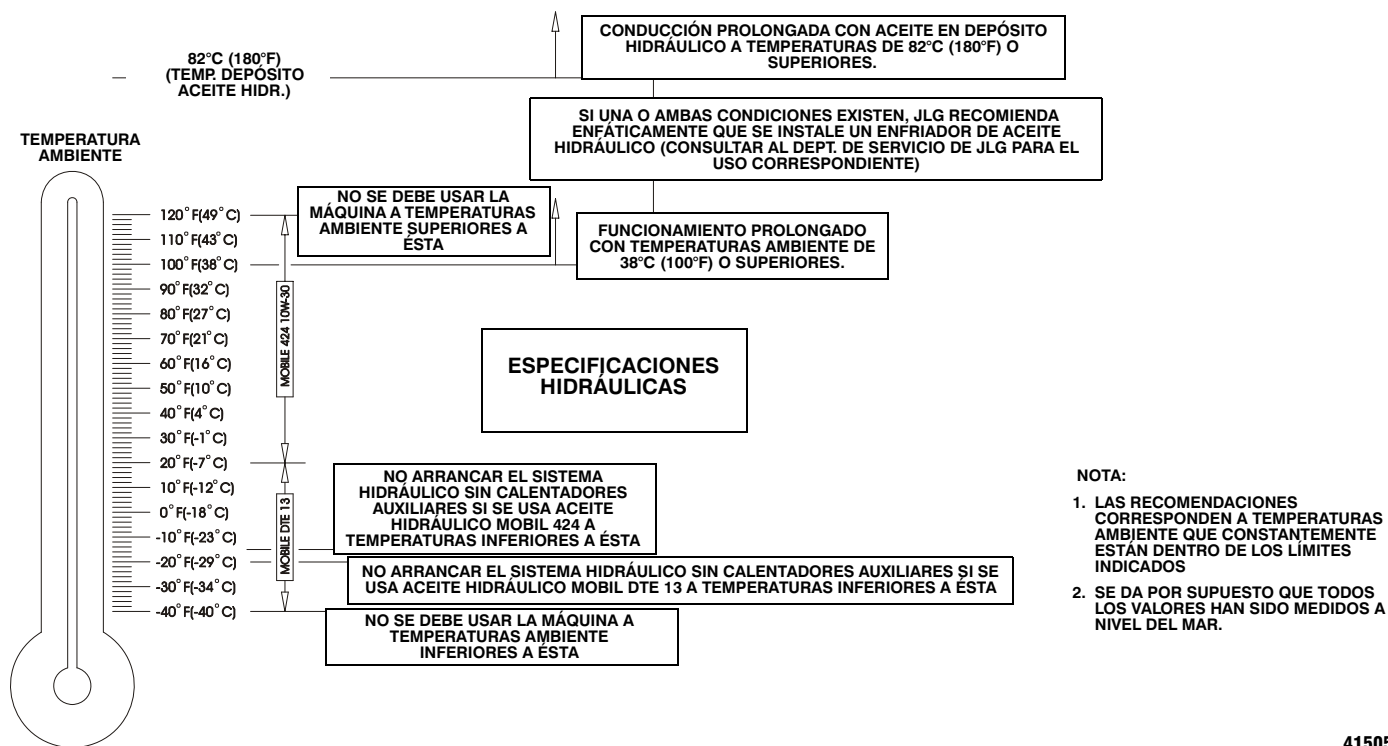 82°C (180°F)
(TEMP. DEPÓSITO
ACEITE HIDR.)
CONDUCCIÓN PROLONGADA CON ACEITE EN DEPÓSITO
HIDRÁULICO A TEMPERATURAS DE 82°C (180°F) O
SUPERIORES.
SI UNA O AMBAS CONDICIONES EXISTEN, JLG RECOMIENDA
ENFÁTICAMENTE QUE SE INSTALE UN ENFRIADOR DE ACEITE
HIDRÁULICO (CONSULTAR AL DEPT. DE SERVICIO DE JLG PARA EL
USO CORRESPONDIENTE)
TEMPERATURA
AMBIENTE
NO SE DEBE USAR LA
MÁQUINA A TEMPERATURAS
AMBIENTE SUPERIORES A
ÉSTA
FUNCIONAMIENTO PROLONGADO
CON TEMPERATURAS AMBIENTE DE
38°C (100°F) O SUPERIORES.
120°F(49°C)
110°F(43°C)
100°F(38°C)
90°F(32°C)
80°F(27°C)
70°F(21°C)
60°F(16°C)
50°F(10°C)
40°F(4°C)
30°F(-1°C)
20°F(-7°C)
10°F(-12°C)
0°F(-18°C)
-10°F(-23°C)
-20°F(-29°C)
-30°F(-34°C)
-40°F(-40°C)
MOBILE 424 10W-30
MOBILE DTE 13
ESPECIFICACIONES
HIDRÁULICAS
NO ARRANCAR EL SISTEMA
HIDRÁULICO SIN CALENTADORES
AUXILIARES SI SE USA ACEITE
HIDRÁULICO MOBIL 424 A
TEMPERATURAS INFERIORES A ÉSTA
NO ARRANCAR EL SISTEMA HIDRÁULICO SIN CALENTADORES AUXILIARES SI SE
USA ACEITE HIDRÁULICO MOBIL DTE 13 A TEMPERATURAS INFERIORES A ÉSTA
NO SE DEBE USAR LA MÁQUINA A
TEMPERATURAS AMBIENTE
INFERIORES A ÉSTA
NOTA:
1. LAS RECOMENDACIONES
CORRESPONDEN A TEMPERATURAS
AMBIENTE QUE CONSTANTEMENTE
ESTÁN DENTRO DE LOS LÍMITES
INDICADOS
2. SE DA POR SUPUESTO QUE TODOS
LOS VALORES HAN SIDO MEDIDOS A
NIVEL DEL MAR.